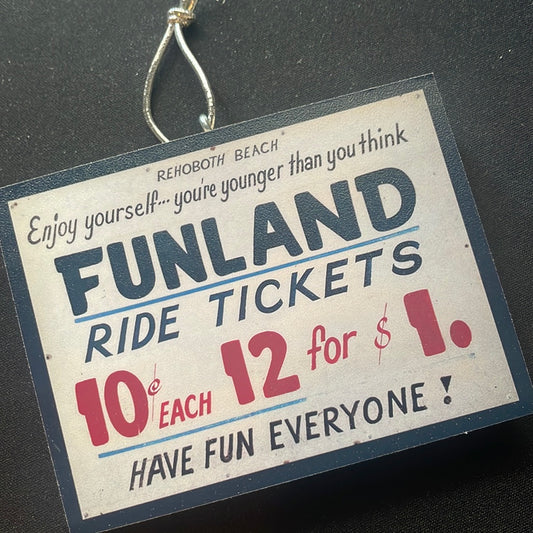 REHOBOTH BEACH
Enjoy yourself... you're younger than you think
FUNLAND
RIDE TICKETS
10¢ EACH 12 for $1.
HAVE FUN EVERYONE!